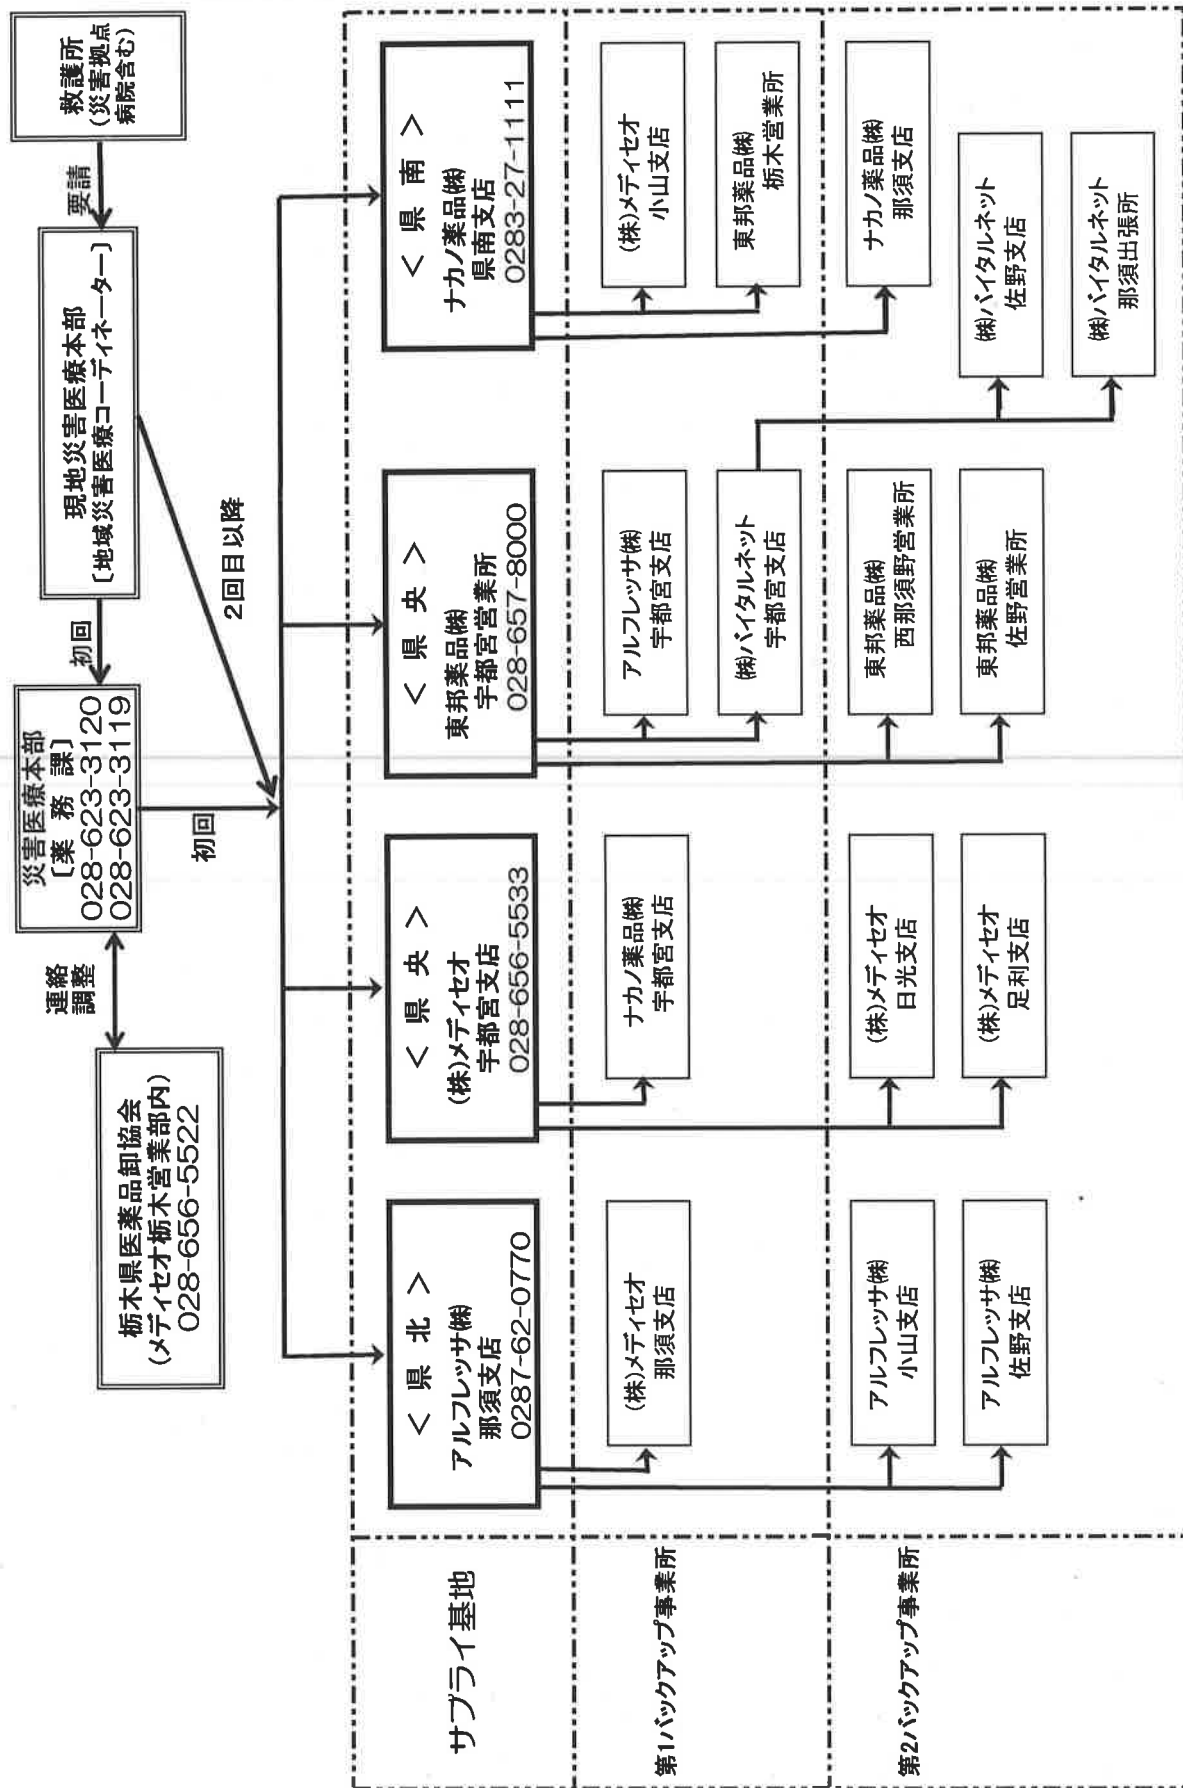 救護所
(災害拠点
病院含む)
要請
現地災害医療本部
〔地域災害医療コーディネーター〕
初回
2回目以降
災害医療本部
〔薬 務 課〕
028-623-3120
028-623-3119
初回
連絡
調整
栃木県医薬品卸協会
(メディセオ栃木営業部内)
028-656-5522
サプライ基地
＜ 県 北 ＞
アルフレッサ㈱
那須支店
0287-62-0770
＜ 県 央 ＞
(株)メディセオ
宇都宮支店
028-656-5533
＜ 県 央 ＞
東邦薬品㈱
宇都宮営業所
028-657-8000
＜ 県 南 ＞
ナカノ薬品㈱
県南支店
0283-27-1111
第1バックアップ事業所
(株)メディセオ
那須支店
ナカノ薬品㈱
宇都宮支店
アルフレッサ㈱
宇都宮支店
㈱バイタルネット
宇都宮支店
(株)メディセオ
小山支店
東邦薬品㈱
栃木営業所
第2バックアップ事業所
アルフレッサ㈱
小山支店
アルフレッサ㈱
佐野支店
(株)メディセオ
日光支店
(株)メディセオ
足利支店
東邦薬品㈱
西那須野営業所
東邦薬品㈱
佐野営業所
ナカノ薬品㈱
那須支店
㈱バイタルネット
佐野支店
㈱バイタルネット
那須出張所